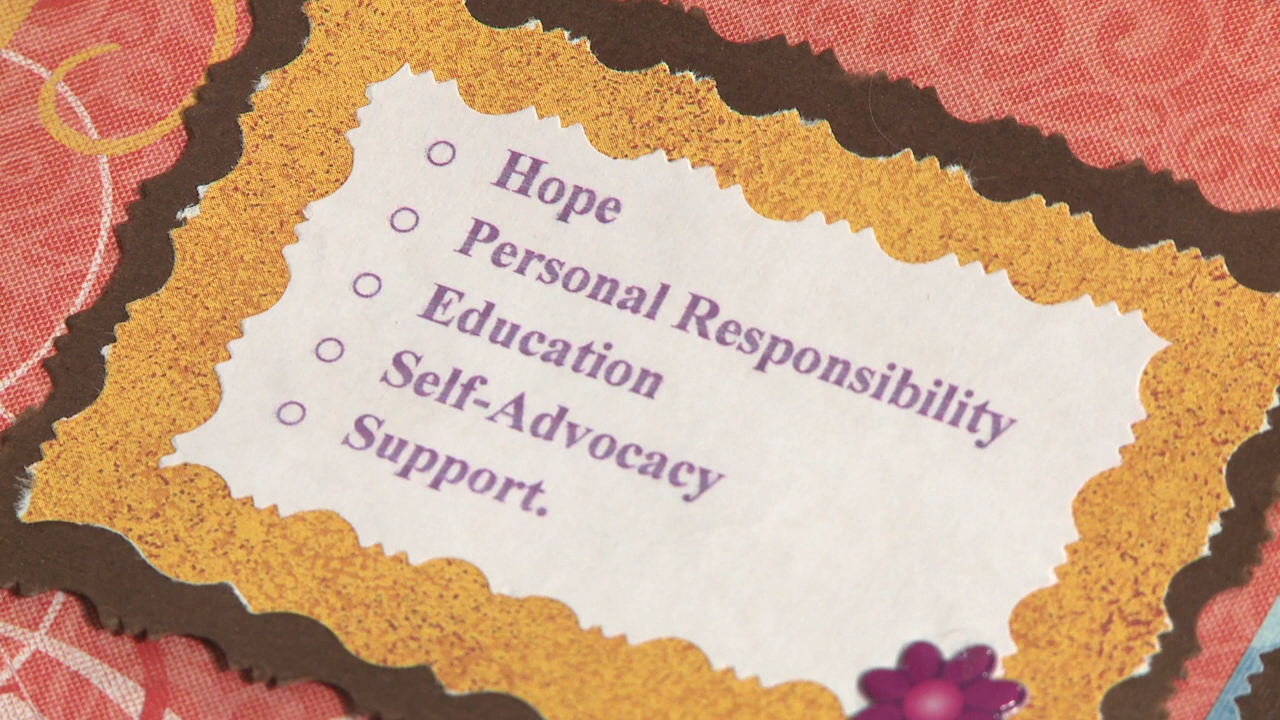 ○ Hope
○ Personal Responsibility
○ Education
○ Self-Advocacy
○ Support.